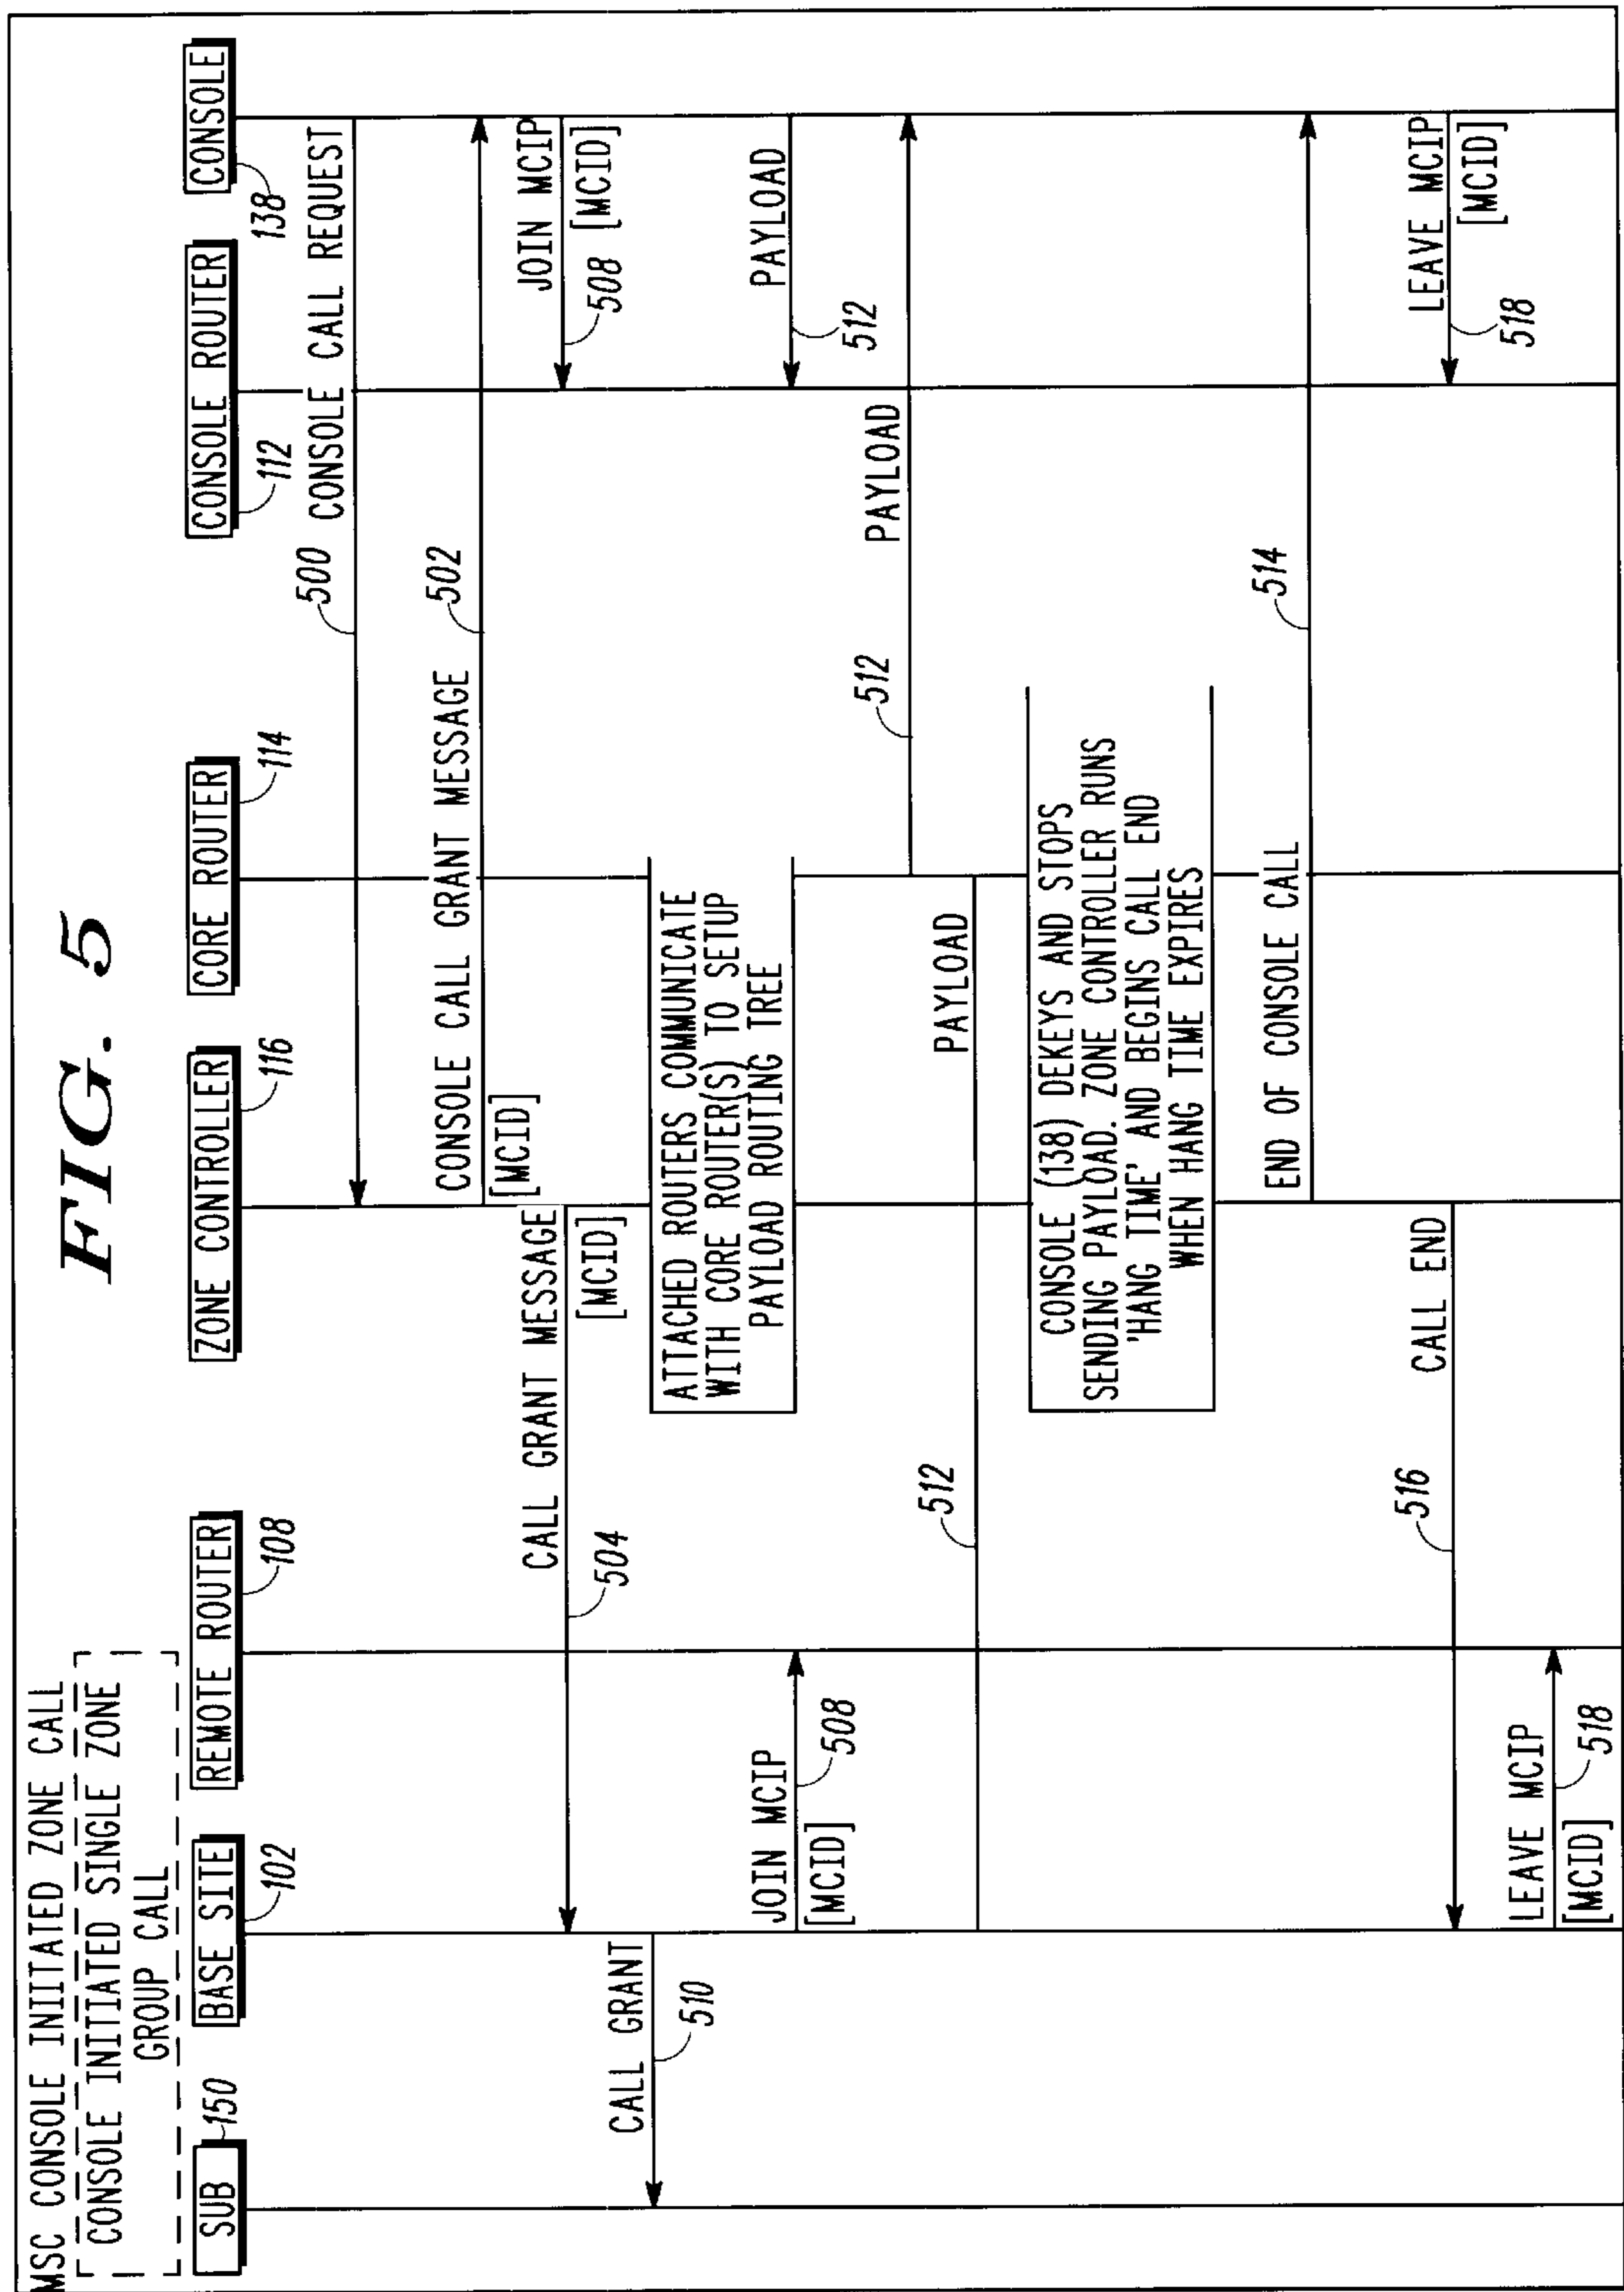 FIG. 5
MSC CONSOLE INIITATED ZONE CALL
CONSOLE INITIATED SINGLE ZONE
GROUP CALL
SUB
150
BASE SITE
102
REMOTE ROUTER
108
ZONE CONTROLLER
116
CORE ROUTER
114
CONSOLE ROUTER
112
CONSOLE
138
500
CONSOLE CALL REQUEST
CONSOLE CALL GRANT MESSAGE
502
[MCID]
CALL GRANT MESSAGE
[MCID]
504
JOIN MCIP
508
[MCID]
CALL GRANT
510
ATTACHED ROUTERS COMMUNICATE
WITH CORE ROUTER(S) TO SETUP
PAYLOAD ROUTING TREE
JOIN MCIP
[MCID]
508
PAYLOAD
512
512
PAYLOAD
512
PAYLOAD
CONSOLE (138) DEKEYS AND STOPS
SENDING PAYLOAD. ZONE CONTROLLER RUNS
'HANG TIME' AND BEGINS CALL END
WHEN HANG TIME EXPIRES
END OF CONSOLE CALL
514
516
CALL END
LEAVE MCIP
[MCID]
518
LEAVE MCIP
[MCID]
518